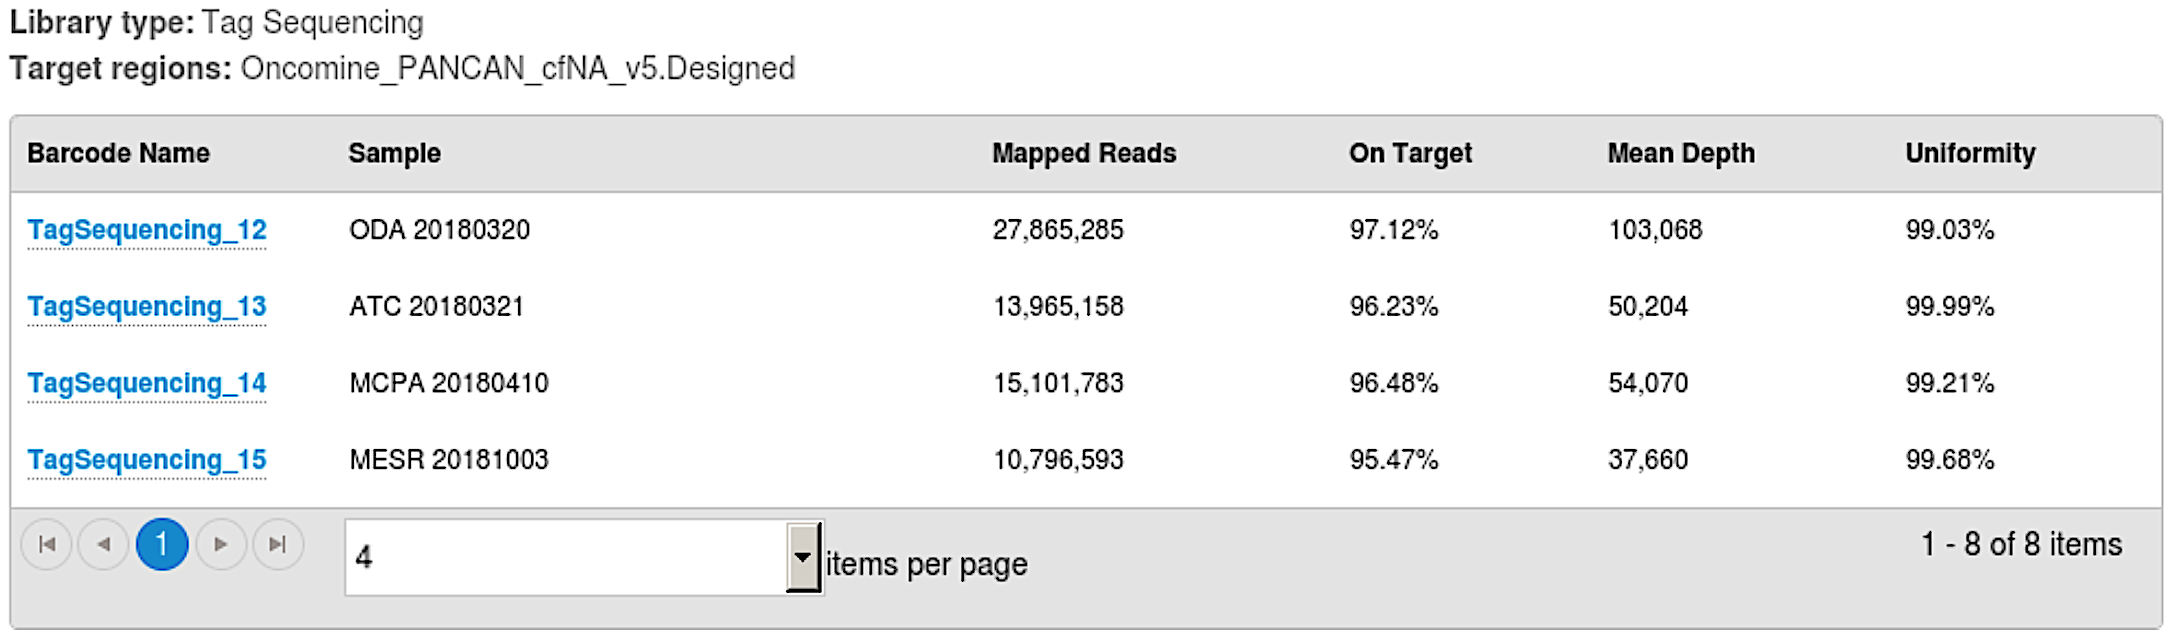 Library type: Tag Sequencing
Target regions: Oncomine_PANCAN_cfNA_v5.Designed
Barcode Name Sample Mapped Reads On Target Mean Depth Uniformity
TagSequencing_12 ODA 20180320 27,865,285 97.12% 103,068 99.03%
TagSequencing_13 ATC 20180321 13,965,158 96.23% 50,204 99.99%
TagSequencing_14 MCPA 20180410 15,101,783 96.48% 54,070 99.21%
TagSequencing_15 MESR 20181003 10,796,593 95.47% 37,660 99.68%
1 4 items per page 1 - 8 of 8 items